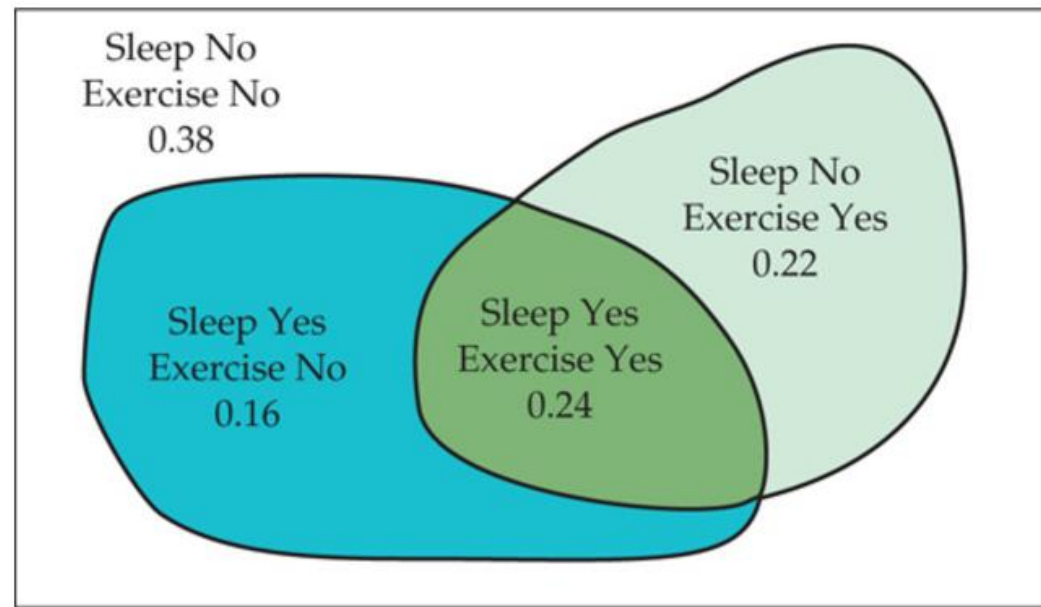 Sleep No
Exercise No
0.38
Sleep No
Exercise Yes
0.22
Sleep Yes
Exercise No
0.16
Sleep Yes
Exercise Yes
0.24